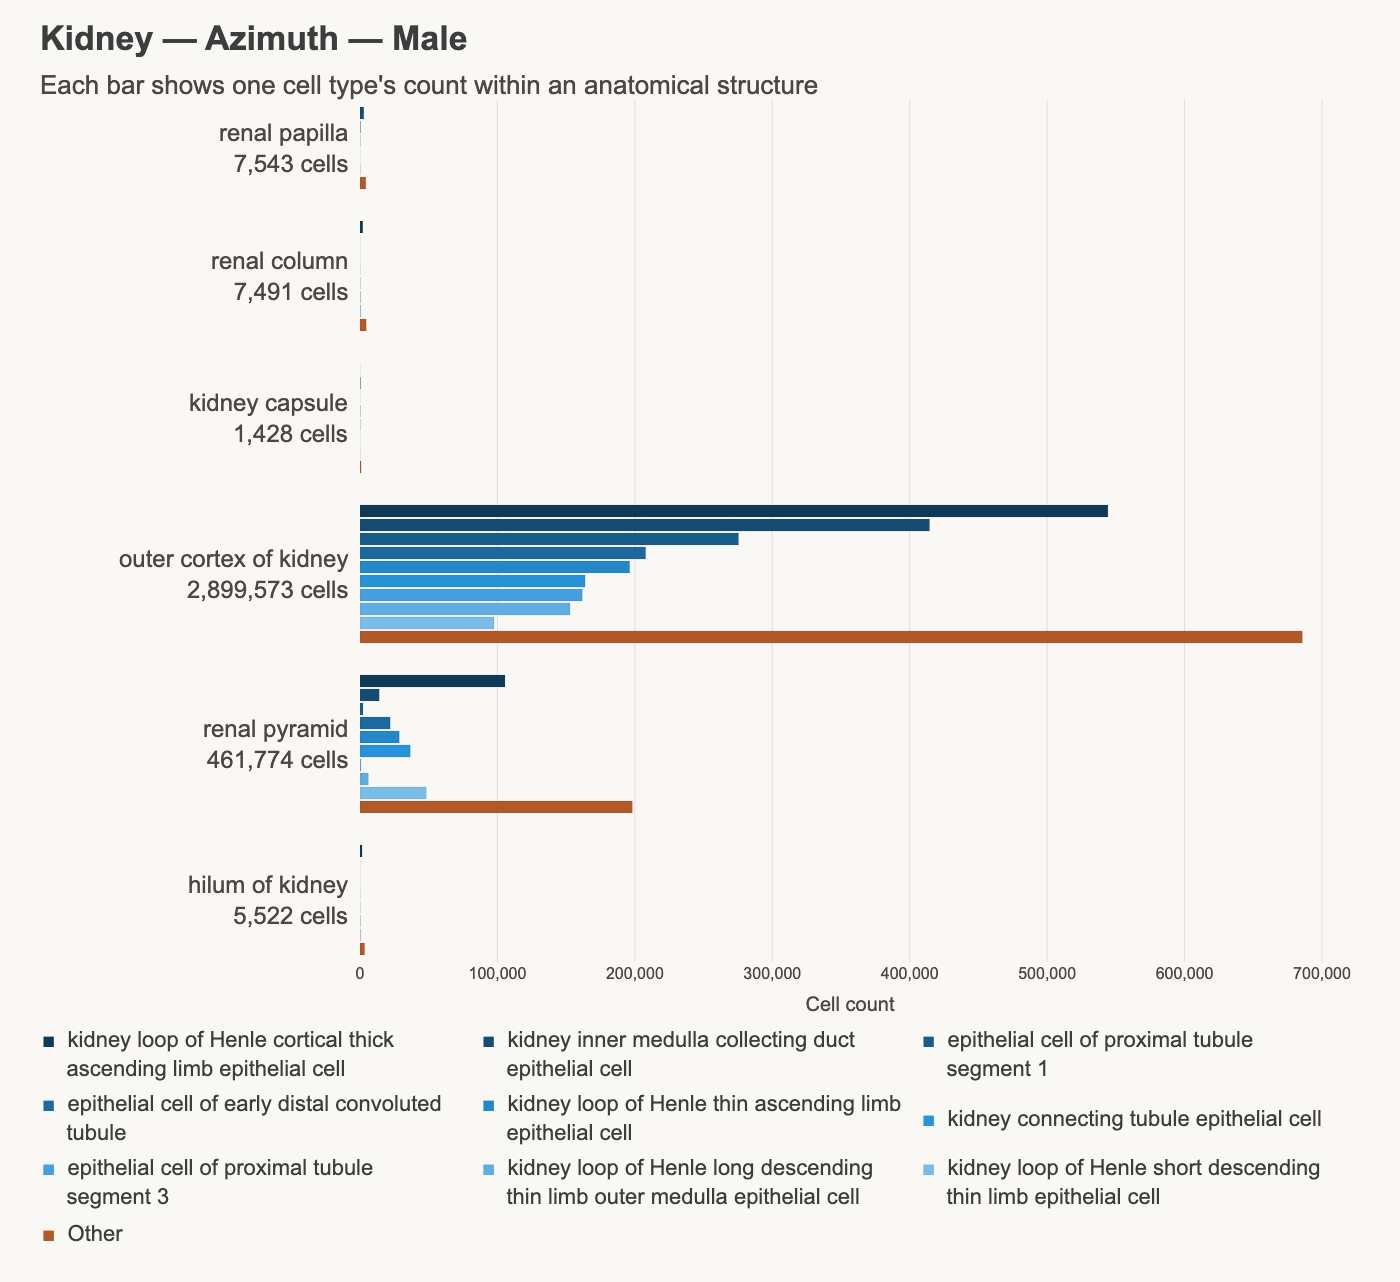 Kidney — Azimuth — Male
Each bar shows one cell type's count within an anatomical structure
renal papilla
7,543 cells
renal column
7,491 cells
kidney capsule
1,428 cells
outer cortex of kidney
2,899,573 cells
renal pyramid
461,774 cells
hilum of kidney
5,522 cells
0 100,000 200,000 300,000 400,000 500,000 600,000 700,000
Cell count
kidney loop of Henle cortical thick
ascending limb epithelial cell
kidney inner medulla collecting duct
epithelial cell
epithelial cell of proximal tubule
segment 1
epithelial cell of early distal convoluted
tubule
kidney loop of Henle thin ascending limb
epithelial cell
kidney connecting tubule epithelial cell
epithelial cell of proximal tubule
segment 3
kidney loop of Henle long descending
thin limb outer medulla epithelial cell
kidney loop of Henle short descending
thin limb epithelial cell
Other